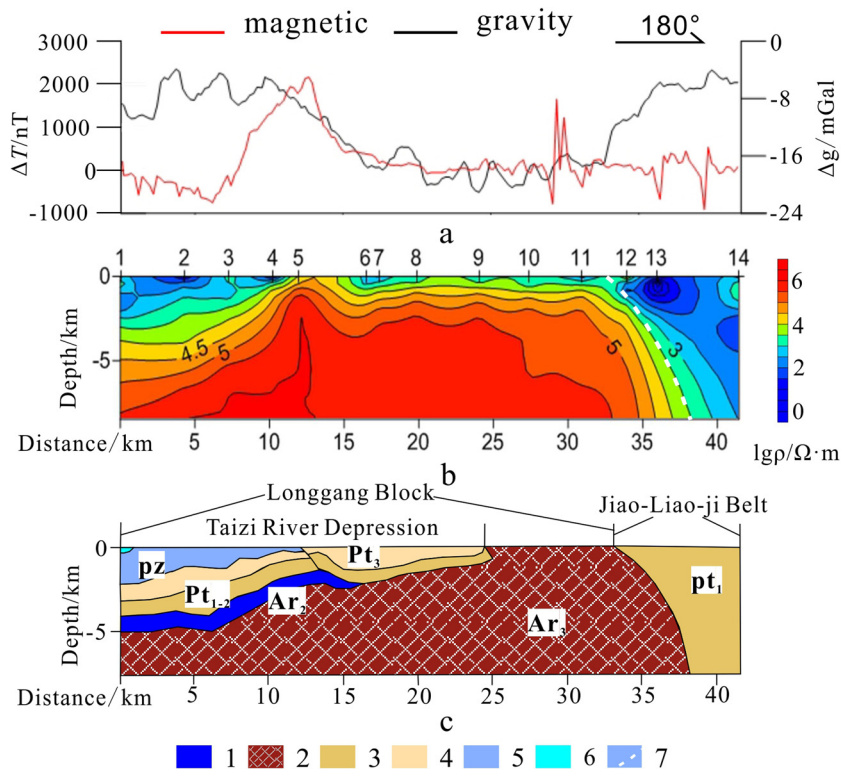 magnetic gravity 180°
3000 2000 1000 0 -1000
ΔT/nT
0 -8 -16 -24
Δg/mGal
a
1 2 3 4 5 6 7 8 9 10 11 12 13 14
0 -5
Depth/km
4.5 5 5 3
6 4 2 0
lgρ/Ω·m
Distance/km 5 10 15 20 25 30 35 40
b
Longgang Block
Jiao-Liao-ji Belt
Taizi River Depression
0 -5
Depth/km
pz Pt3 pt1
Pt1-2 Ar2 Ar3
Distance/km 5 10 15 20 25 30 35 40
c
1 2 3 4 5 6 7